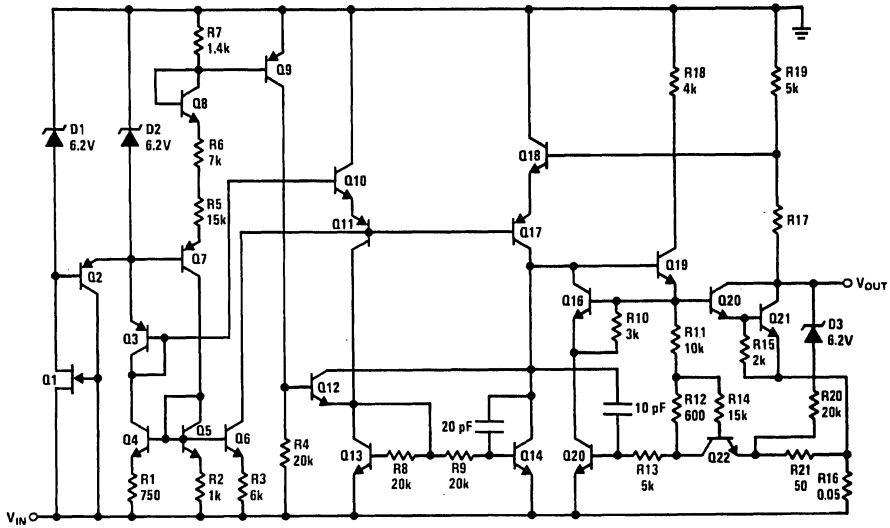 R7
1.4k
Q9
R18
4k
R19
5k
Q8
D1
6.2V
D2
6.2V
R6
7k
Q18
Q10
R5
15k
Q11
R17
Q17
Q7
Q2
Q19
VOUT
Q16
Q20
Q3
R10
3k
Q21
D3
6.2V
R11
10k
R15
2k
Q1
Q12
10 pF
R12
600
R14
15k
R20
20k
20 pF
Q4
Q5
Q6
R4
20k
Q13
R8
20k
R9
20k
Q14
Q20
R13
5k
Q22
R21
50
R16
0.05
R1
750
R2
1k
R3
6k
VIN